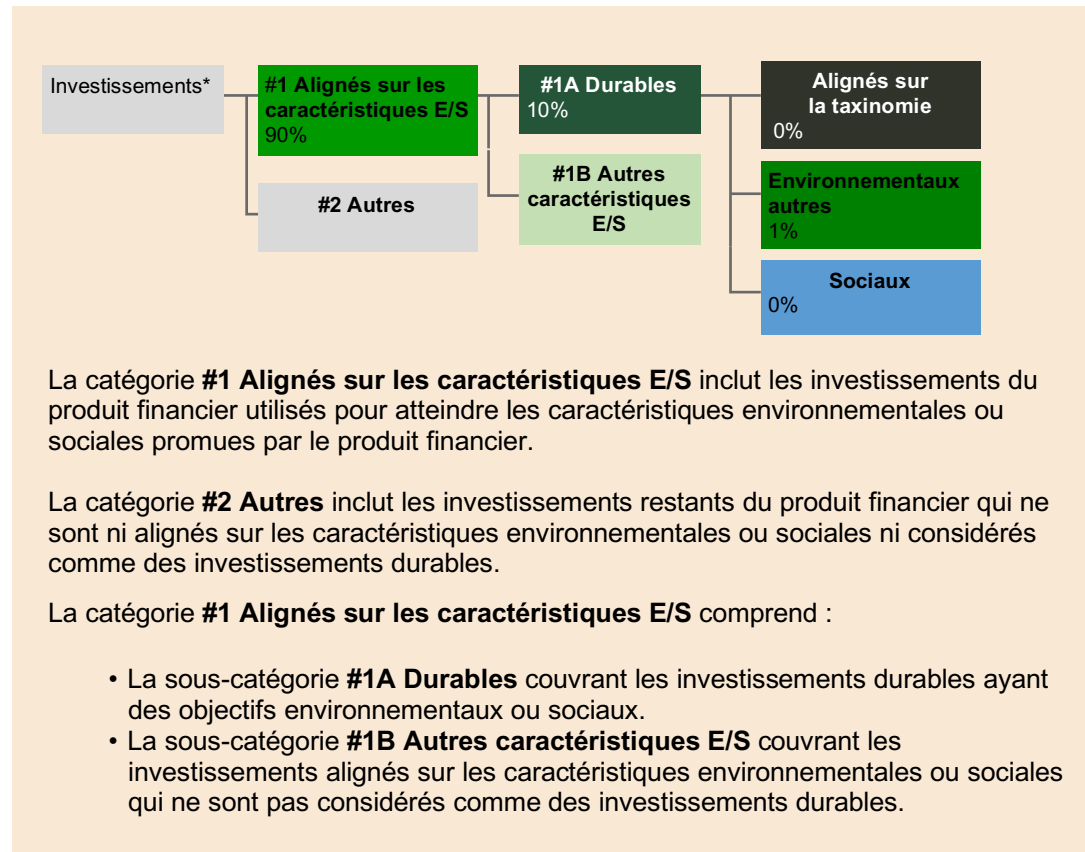 Investissements*
#1 Alignés sur les
caractéristiques E/S
90%
#2 Autres
#1A Durables
10%
#1B Autres
caractéristiques
E/S
Alignés sur
la taxinomie
0%
Environnementaux
autres
1%
Sociaux
0%
La catégorie #1 Alignés sur les caractéristiques E/S inclut les investissements du
produit financier utilisés pour atteindre les caractéristiques environnementales ou
sociales promues par le produit financier.
La catégorie #2 Autres inclut les investissements restants du produit financier qui ne
sont ni alignés sur les caractéristiques environnementales ou sociales ni considérés
comme des investissements durables.
La catégorie #1 Alignés sur les caractéristiques E/S comprend :
• La sous-catégorie #1A Durables couvrant les investissements durables ayant
des objectifs environnementaux ou sociaux.
• La sous-catégorie #1B Autres caractéristiques E/S couvrant les
investissements alignés sur les caractéristiques environnementales ou sociales
qui ne sont pas considérés comme des investissements durables.